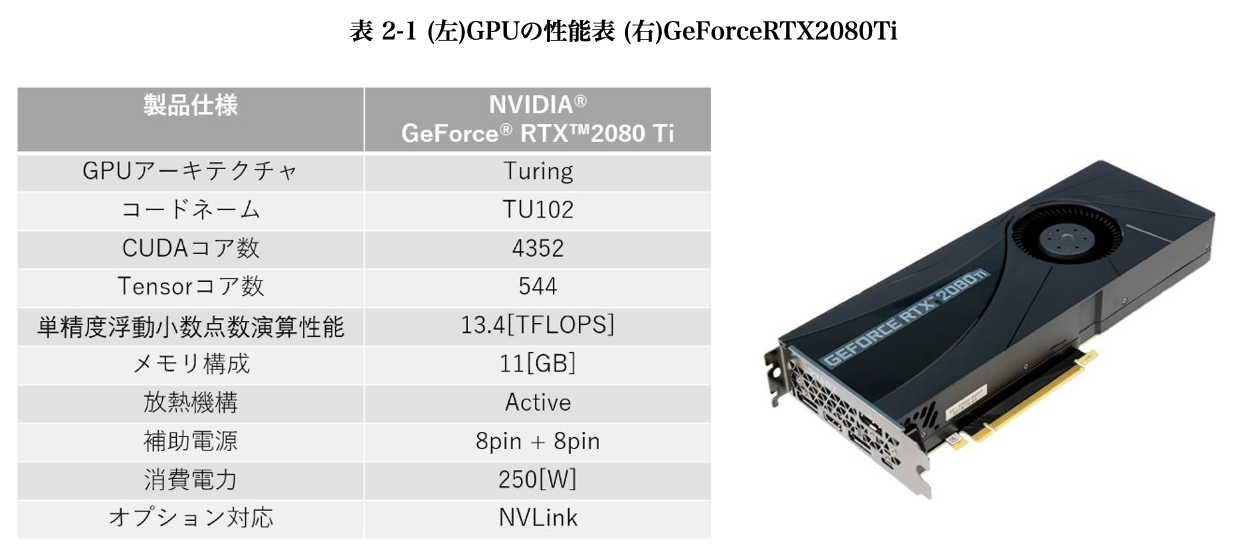 表 2-1 (左)GPUの性能表 (右)GeForceRTX2080Ti
製品仕様 NVIDIA®
GeForce® RTX™2080 Ti
GPUアーキテクチャ Turing
コードネーム TU102
CUDAコア数 4352
Tensorコア数 544
単精度浮動小数点数演算性能 13.4[TFLOPS]
メモリ構成 11[GB]
放熱機構 Active
補助電源 8pin + 8pin
消費電力 250[W]
オプション対応 NVLink
GEFORCE RTX™ 2080Ti